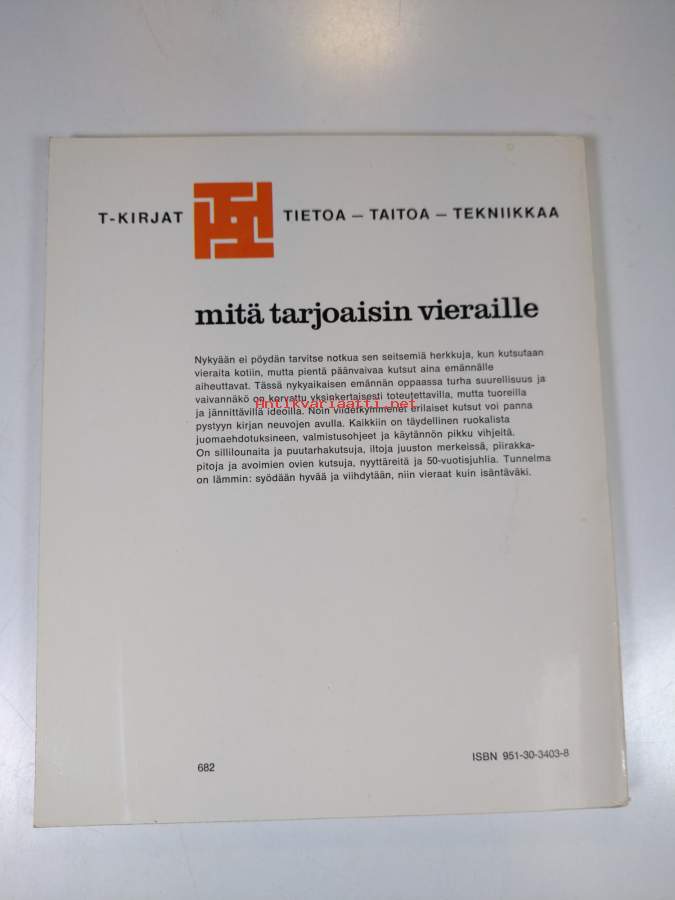 T-KIRJAT TIETOA — TAITOA — TEKNIIKKAA
mitä tarjoaisin vieraille
Nykyään ei pöydän tarvitse notkua sen seitsemiä herkkuja, kun kutsutaan
vieraita kotiin, mutta pientä päänvaivaa kutsut aina emännälle
aiheuttavat. Tässä nykyaikaisen emännän oppaassa turha suurellisuus ja
vaivannäkö on korvattu yksinkertaisesti toteutettavilla, mutta tuoreilla
Antikvariaatti.net
ja jännittävillä ideoilla. Noin viidetkymmenet erilaiset kutsut voi panna
pystyyn kirjan neuvojen avulla. Kaikkiin on täydellinen ruokalista
juomaehdotuksineen, valmistusohjeet ja käytännön pikku vihjeitä.
On sillilounaita ja puutarhakutsuja, iltoja juuston merkeissä, piirakka-
pitoja ja avoimien ovien kutsuja, nyyttäreitä ja 50-vuotisjuhlia. Tunnelma
on lämmin: syödään hyvää ja viihdytään, niin vieraat kuin isäntäväki.
682
ISBN 951-30-3403-8